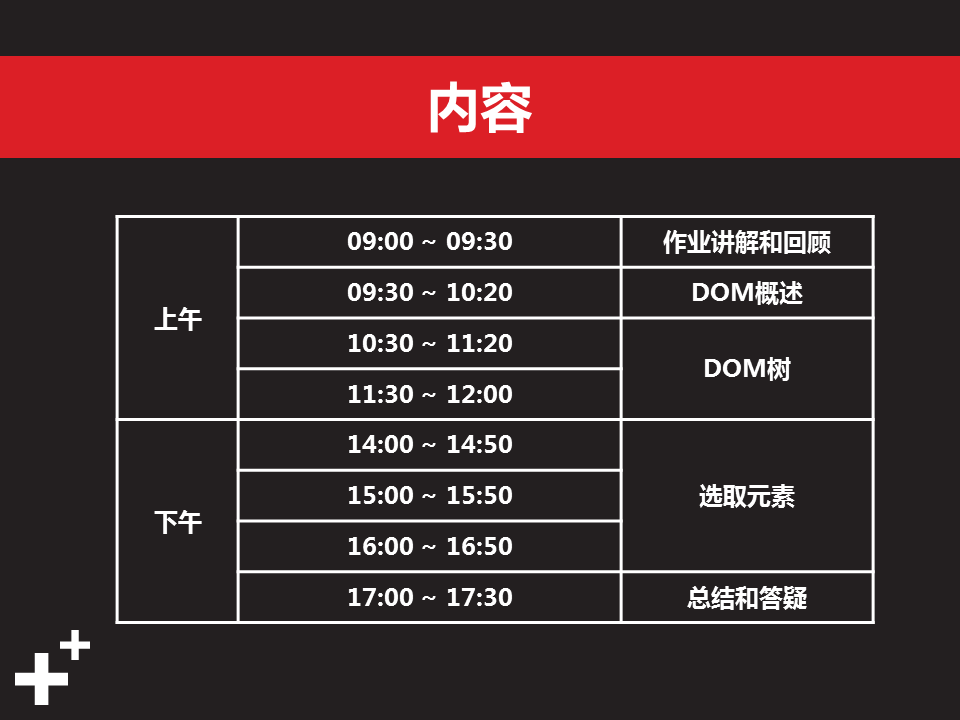 内容
上午
09:00 ~ 09:30
作业讲解和回顾
09:30 ~ 10:20
DOM概述
10:30 ~ 11:20
DOM树
11:30 ~ 12:00
下午
14:00 ~ 14:50
选取元素
15:00 ~ 15:50
16:00 ~ 16:50
17:00 ~ 17:30
总结和答疑